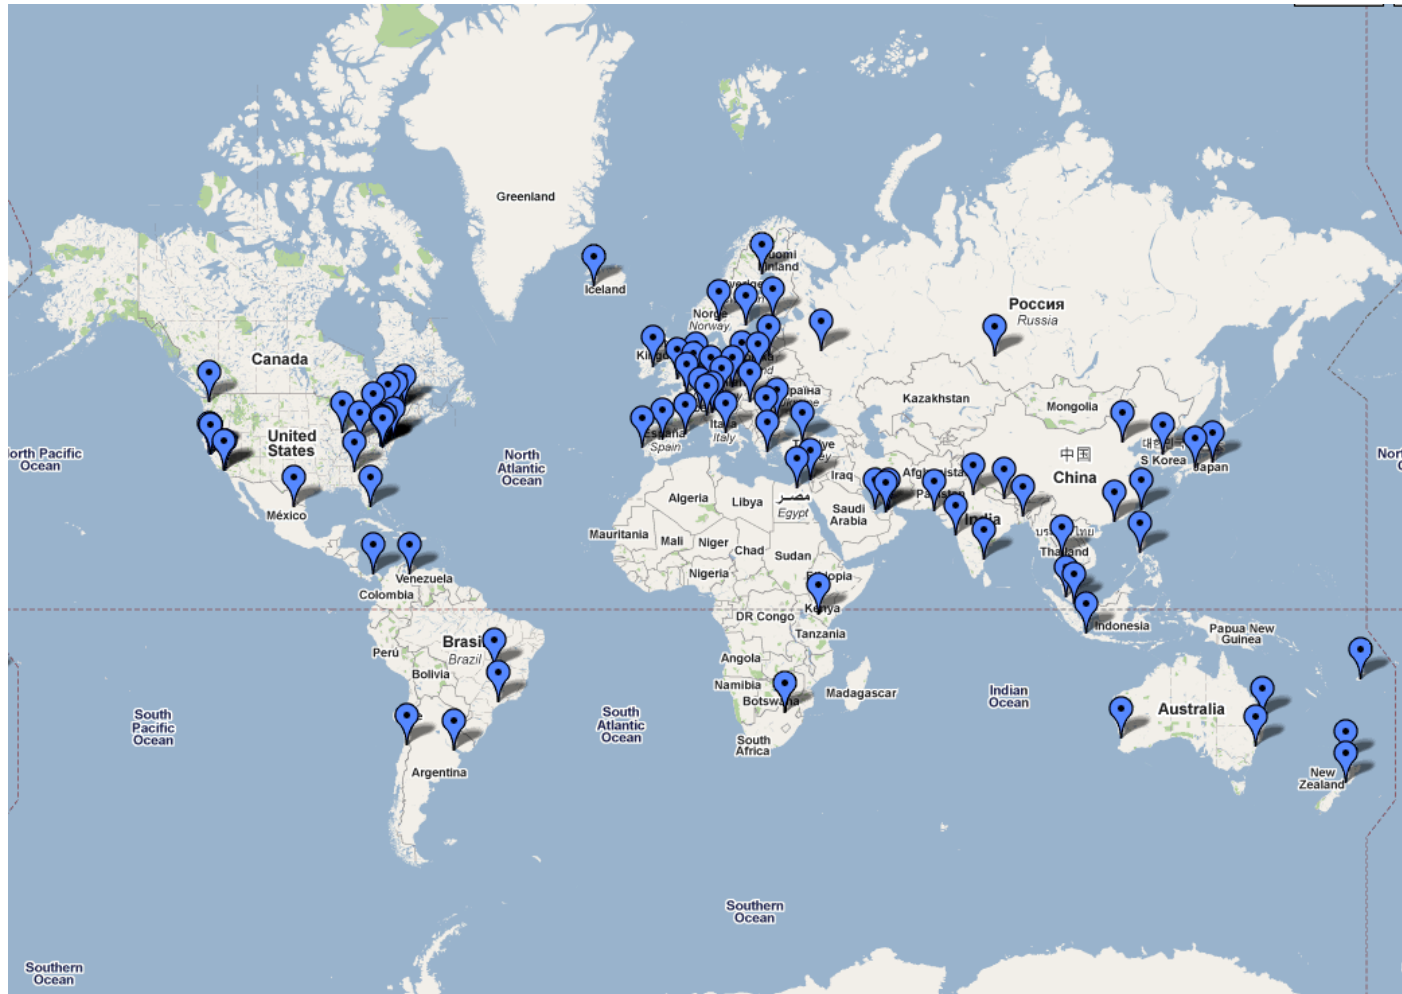 Greenland
Iceland
Suomi
Finland
Norge
Norway
Россия
Russia
Canada
Kazakhstan
Mongolia
United
States
North Pacific
Ocean
North
Atlantic
Ocean
España
Spain
Italia
Italy
Iraq
中国
China
S Korea
Japan
Algeria
Libya
مصر
Egypt
Saudi
Arabia
India
México
Mauritania
Mali
Niger
Chad
Sudan
Nigeria
Ethiopia
Thailand
Venezuela
Colombia
DR Congo
Kenya
Tanzania
Indonesia
Papua New
Guinea
Perú
Brasil
Brazil
Bolivia
Angola
Namibia
Botswana
Madagascar
Indian
Ocean
Australia
South
Pacific
Ocean
South
Atlantic
Ocean
South
Africa
Argentina
New
Zealand
Southern
Ocean
Southern
Ocean